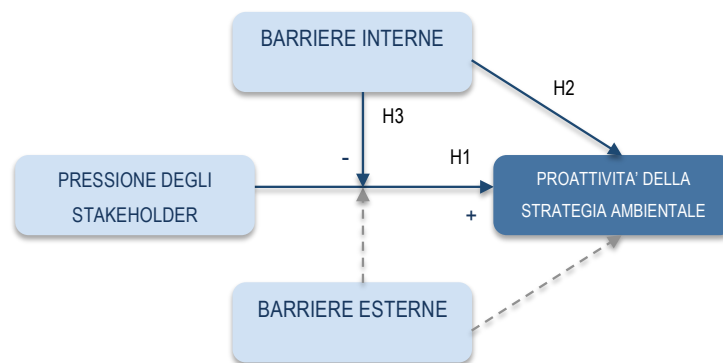 BARRIERE INTERNE
H2
H3
-
H1
PRESSIONE DEGLI
STAKEHOLDER
PROATTIVITA’ DELLA
STRATEGIA AMBIENTALE
+
BARRIERE ESTERNE